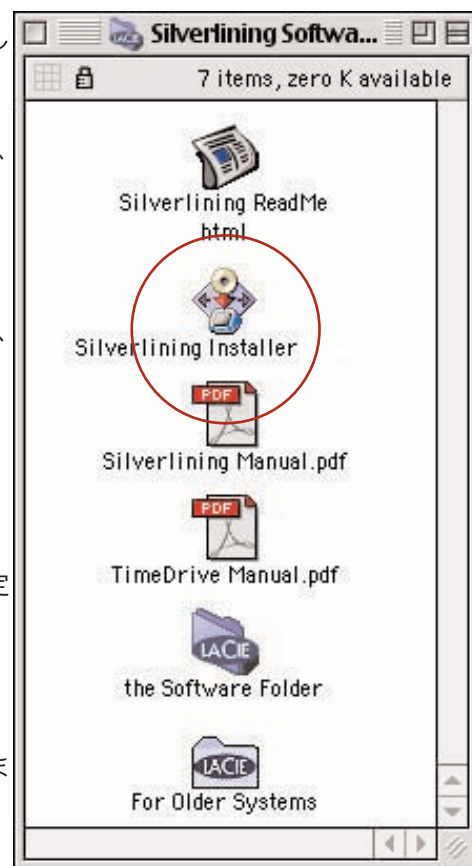 Silverlining Softwa...
7 items, zero K available
Silverlining ReadMe
html
Silverlining Installer
PDF
Silverlining Manual.pdf
PDF
TimeDrive Manual.pdf
LACIE
the Software Folder
LACIE
For Older Systems